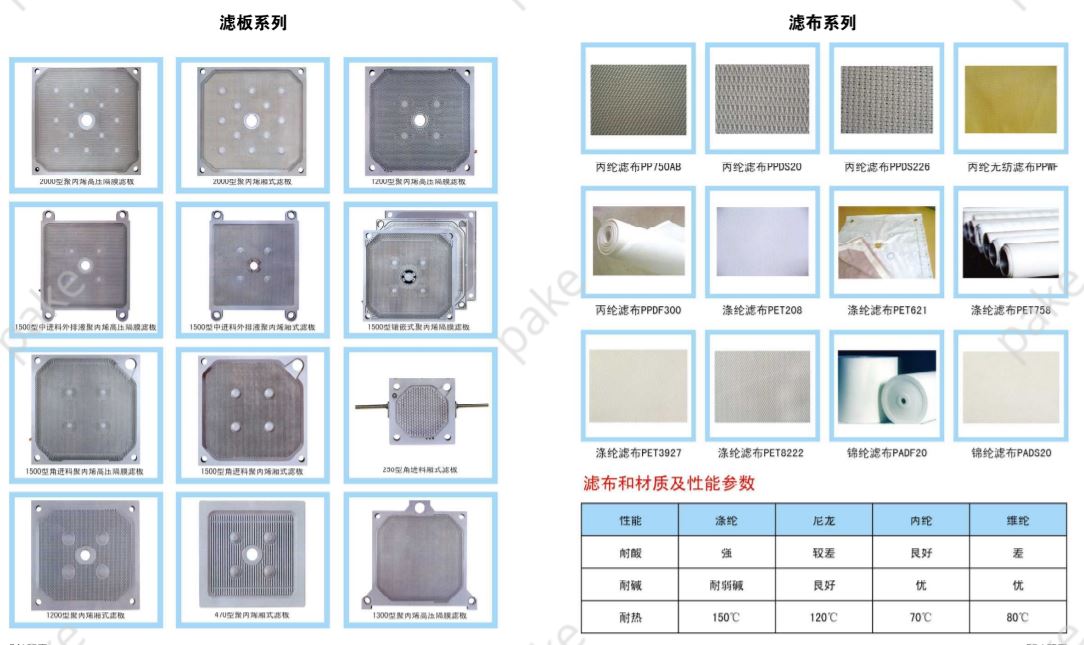 滤板系列
2000型聚丙烯高压隔膜滤板
2000型聚丙烯厢式滤板
1200型聚丙烯高压隔膜滤板
1500型中进料外排液聚丙烯高压隔膜滤板
1500型中进料外排液聚丙烯厢式滤板
1500型镶嵌式聚丙烯隔膜滤板
1500型角进料聚丙烯高压隔膜滤板
1500型角进料聚丙烯厢式滤板
250型角进料厢式滤板
1200型聚丙烯厢式滤板
470型聚丙烯厢式滤板
1300型聚丙烯高压隔膜滤板
滤布系列
丙纶滤布PP750AB
丙纶滤布PPDS20
丙纶滤布PPDS226
丙纶无纺滤布PPWF
丙纶滤布PPDF300
涤纶滤布PET208
涤纶滤布PET621
涤纶滤布PET758
涤纶滤布PET3927
涤纶滤布PET8222
锦纶滤布PADF20
锦纶滤布PADS20
滤布和材质及性能参数
性能 涤纶 尼龙 丙纶 维纶
耐酸 强 较差 良好 差
耐碱 耐弱碱 良好 优 优
耐热 150℃ 120℃ 70℃ 80℃
pake
pake
pake